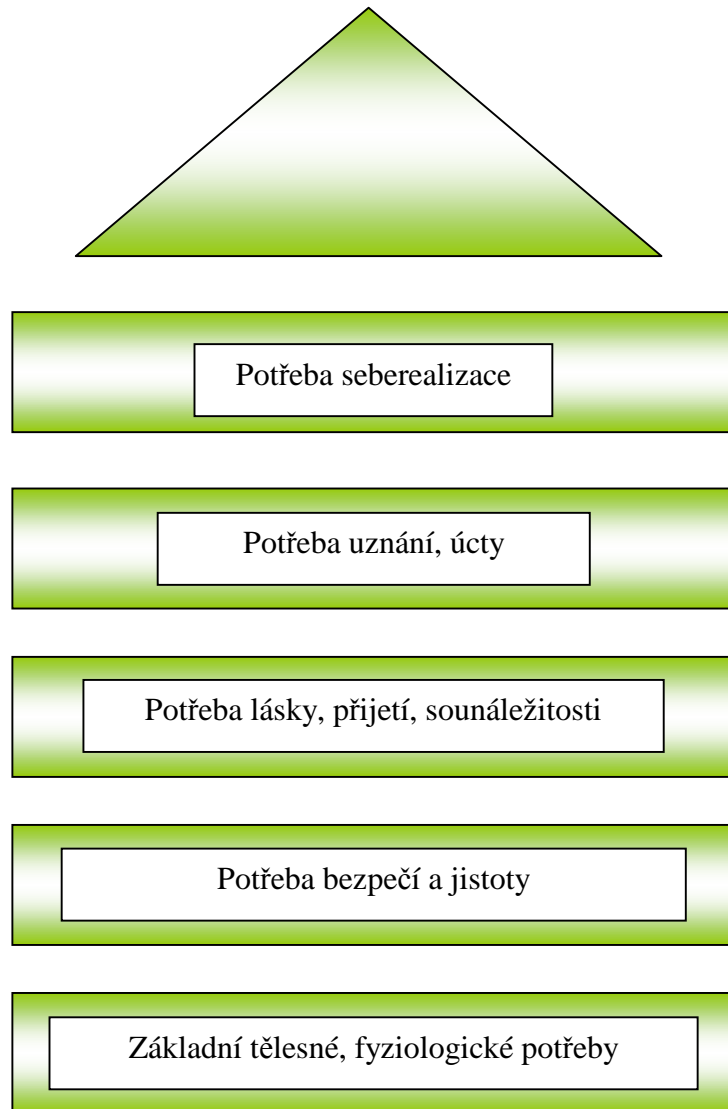 Potřeba seberealizace
Potřeba uznání, úcty
Potřeba lásky, přijetí, sounáležitosti
Potřeba bezpečí a jistoty
Základní tělesné, fyziologické potřeby